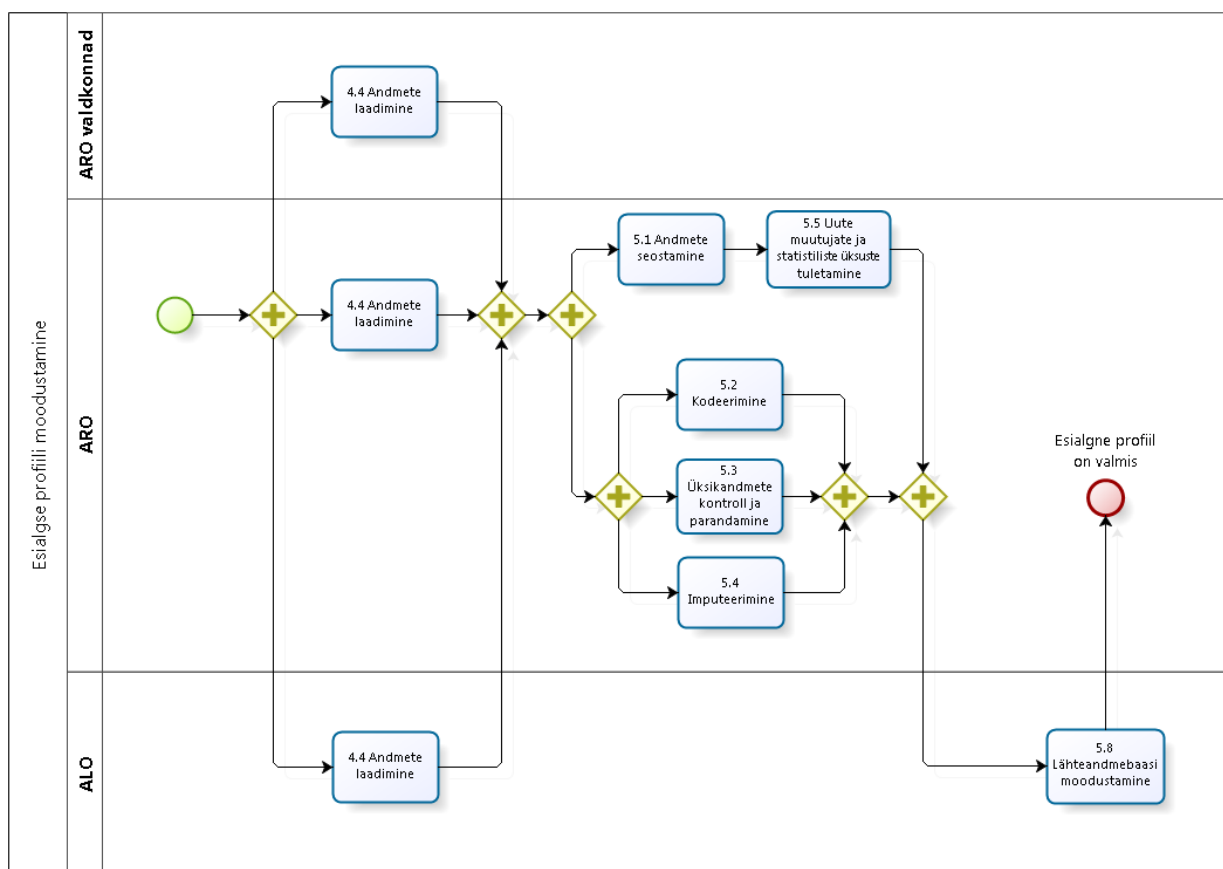 Esialgse profiili moodustamine
ARO valdkonnad
4.4 Andmete
laadimine
ARO
4.4 Andmete
laadimine
5.1 Andmete
seostamine
5.5 Uute
muutujate ja
statistiliste üksuste
tuletamine
5.2
Kodeerimine
5.3
Üksikandmete
kontroll ja
parandamine
5.4
Imputeerimine
Esialgne profiil
on valmis
ALO
4.4 Andmete
laadimine
5.8
Lähteandmebaasi
moodustamine